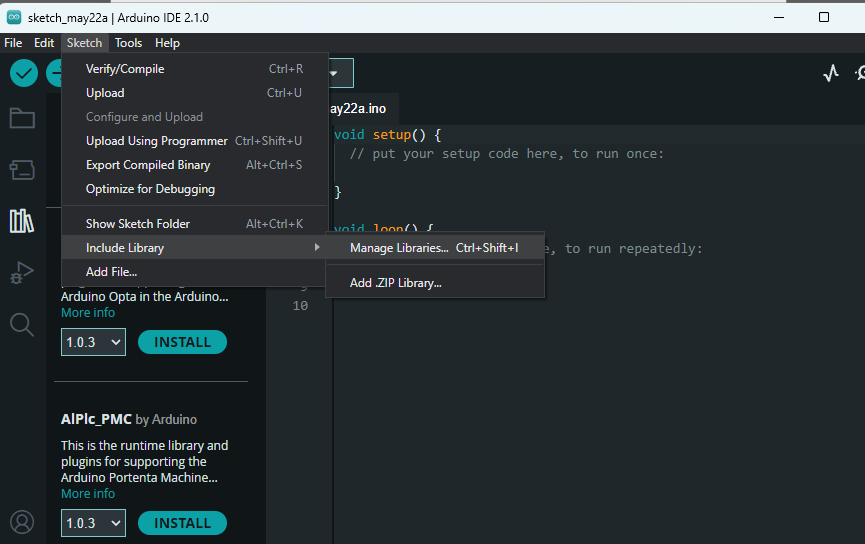 sketch_may22a | Arduino IDE 2.1.0
File Edit Sketch Tools Help
Verify/Compile Ctrl+R
Upload Ctrl+U
Configure and Upload
Upload Using Programmer Ctrl+Shift+U
Export Compiled Binary Alt+Ctrl+S
Optimize for Debugging
Show Sketch Folder Alt+Ctrl+K
Include Library
Add File...
Manage Libraries... Ctrl+Shift+I
Add .ZIP Library...
ay22a.ino
void setup() {
// put your setup code here, to run once:
}
void loop() {
e, to run repeatedly:
10
Arduino Opta in the Arduino...
More info
1.0.3 INSTALL
AlPlc_PMC by Arduino
This is the runtime library and
plugins for supporting the
Arduino Portenta Machine...
More info
1.0.3 INSTALL